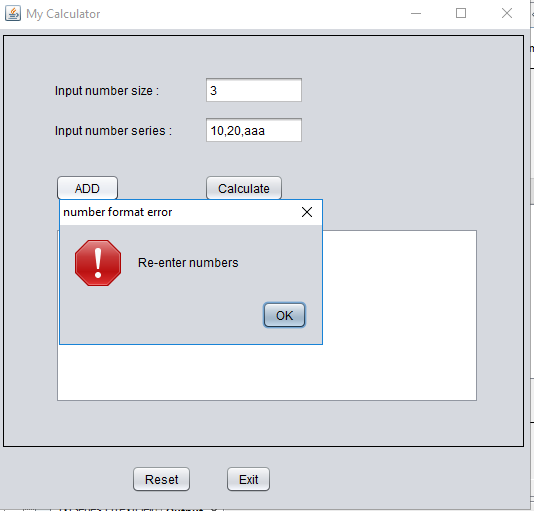 My Calculator
Input number size : 3
Input number series : 10,20,aaa
ADD Calculate
number format error
Re-enter numbers
OK
Reset Exit